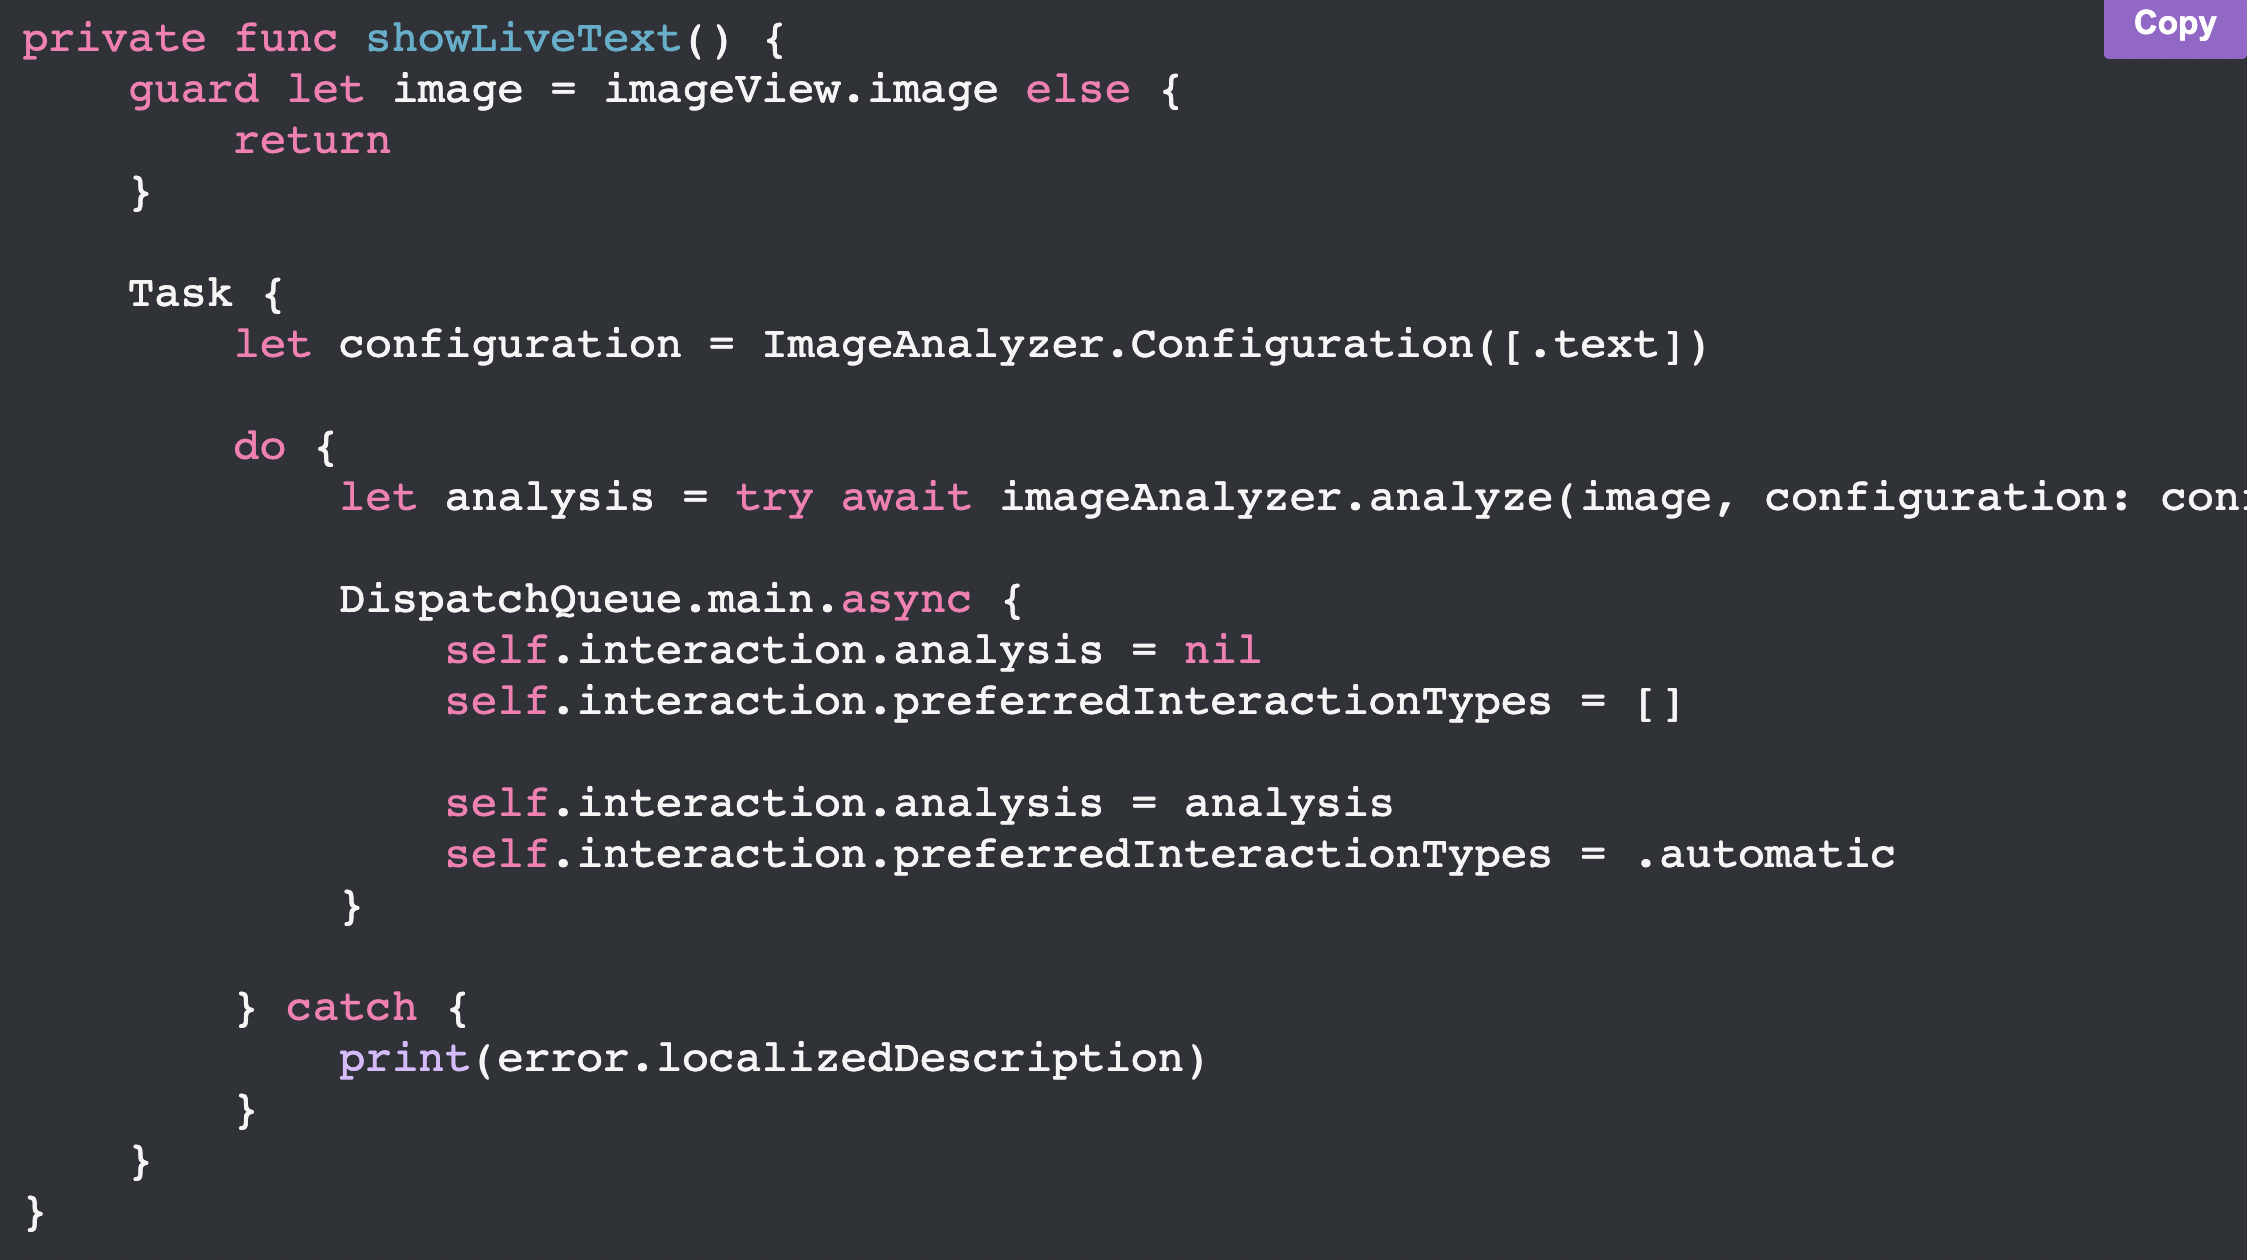 private func showLiveText() {
Copy
    guard let image = imageView.image else {
        return
    }

    Task {
        let configuration = ImageAnalyzer.Configuration([.text])

        do {
            let analysis = try await imageAnalyzer.analyze(image, configuration:

            DispatchQueue.main.async {
                self.interaction.analysis = nil
                self.interaction.preferredInteractionTypes = []

                self.interaction.analysis = analysis
                self.interaction.preferredInteractionTypes = .automatic
            }

        } catch {
            print(error.localizedDescription)
        }
    }
}